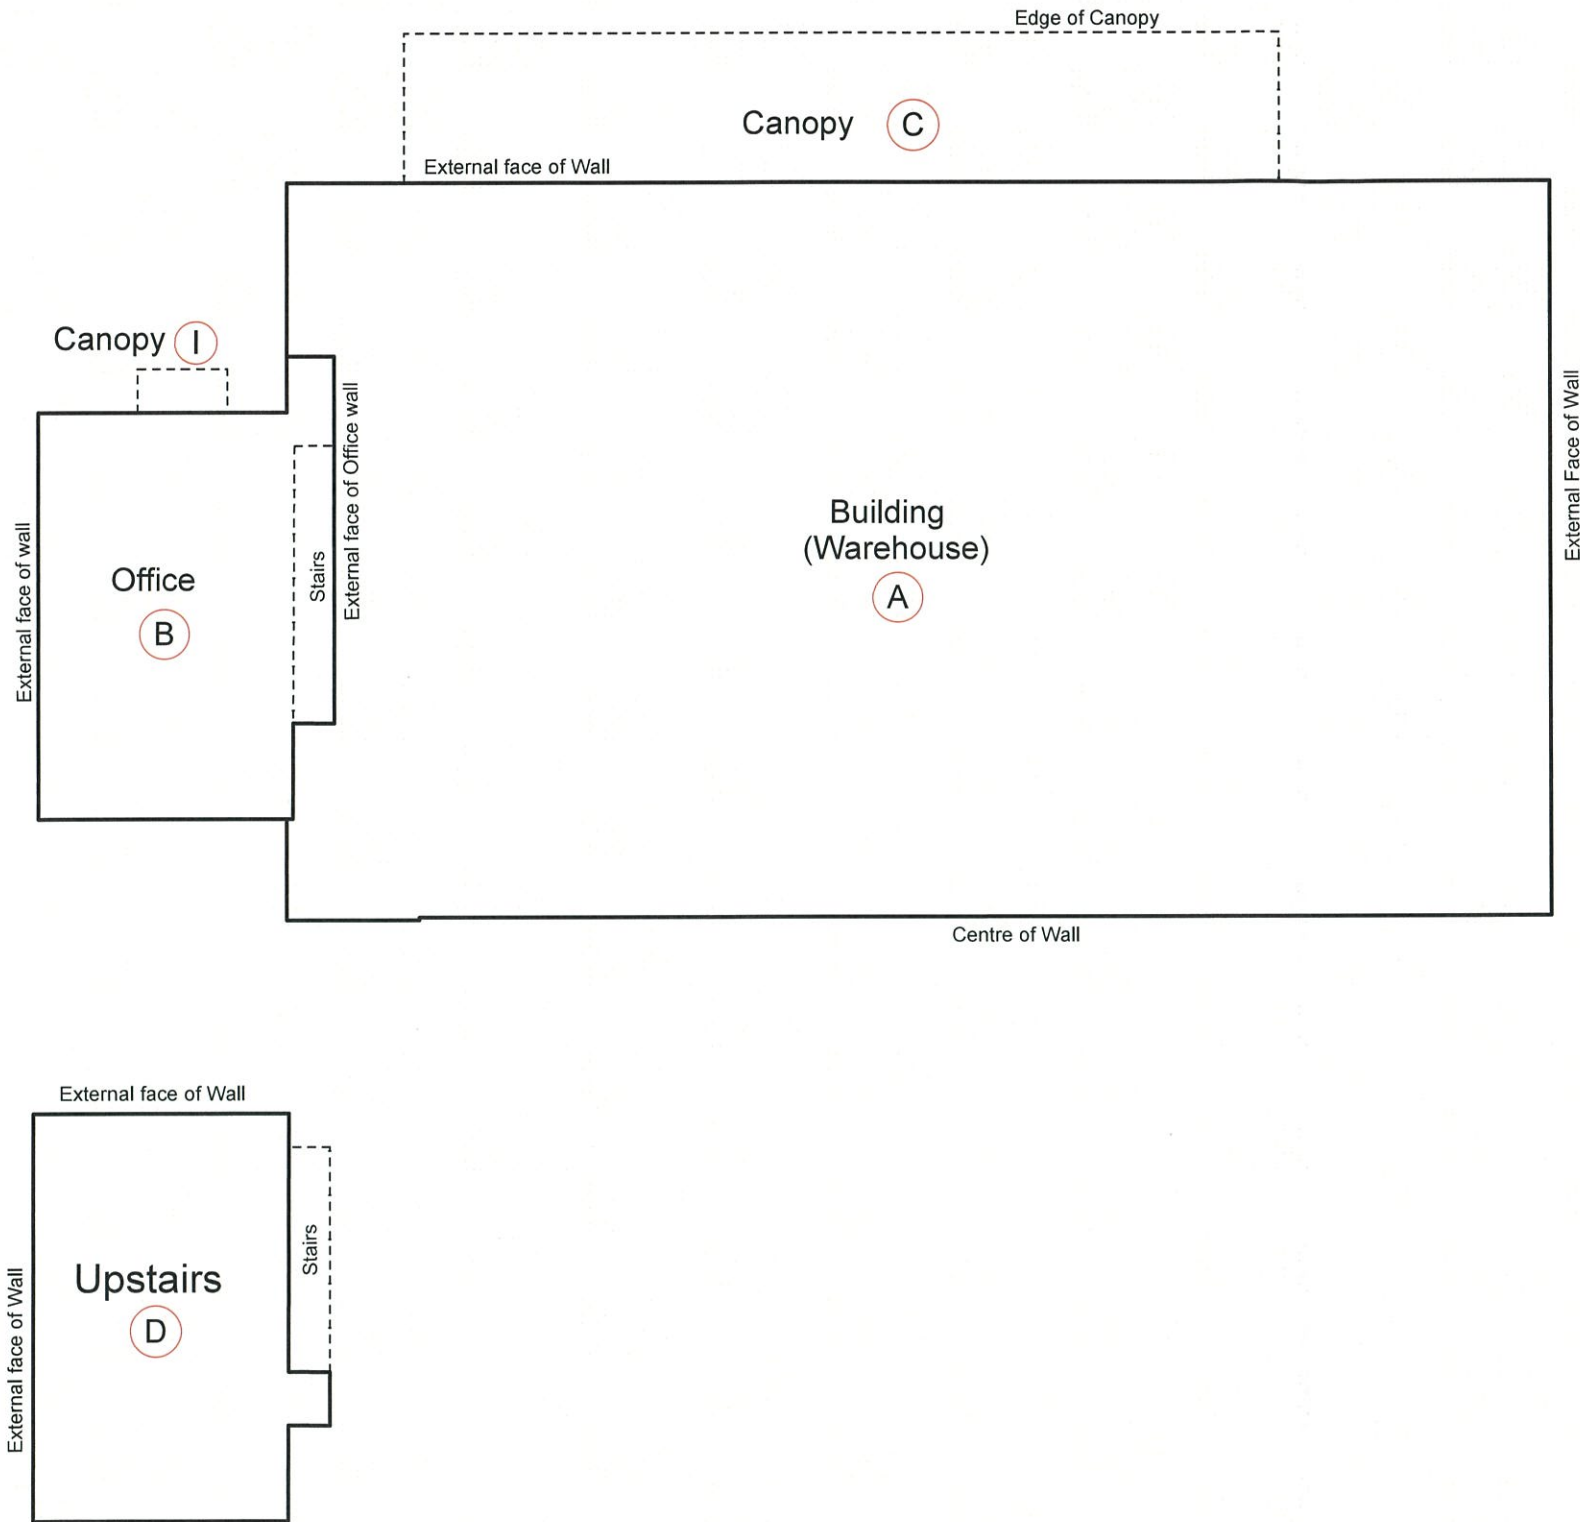 Edge of Canopy
Canopy C
External face of Wall
Canopy I
External face of Office wall
External Face of Wall
External face of wall
Office
B
Stairs
Building
(Warehouse)
A
Centre of Wall
External face of Wall
Stairs
Upstairs
D
External face of Wall